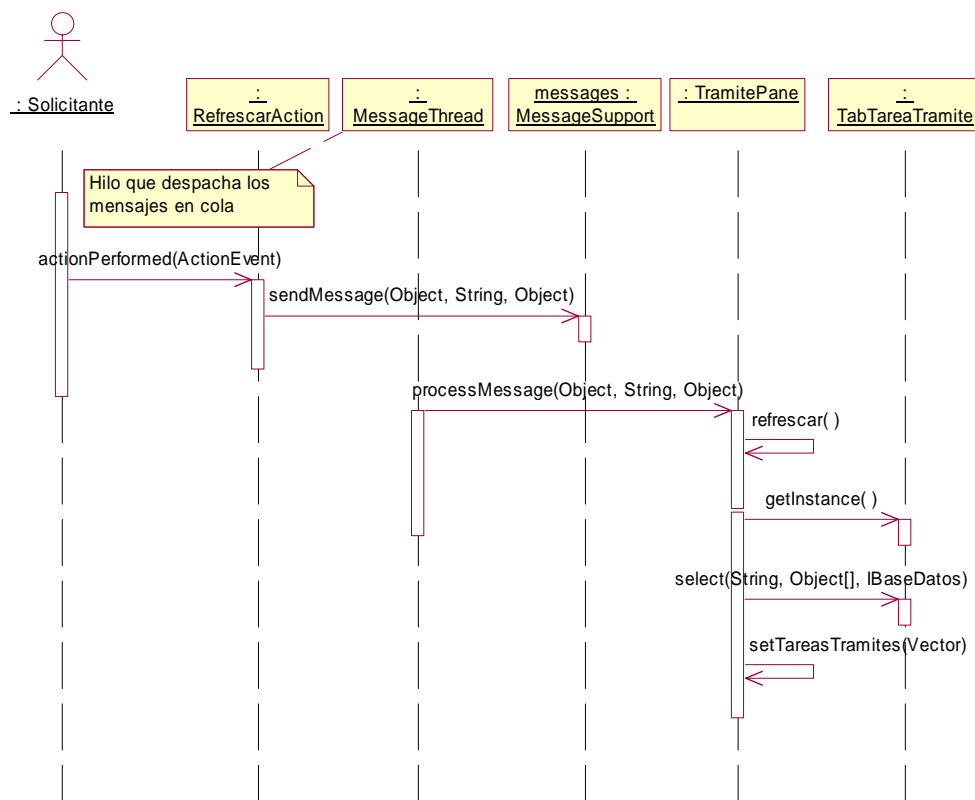 : Solicitante
:
RefrescarAction
:
MessageThread
messages :
MessageSupport
: TramitePane
:
TabTareaTramite
Hilo que despacha los
mensajes en cola
actionPerformed(ActionEvent)
sendMessage(Object, String, Object)
processMessage(Object, String, Object)
refrescar( )
getInstance( )
select(String, Object[], IBaseDatos)
setTareasTramites(Vector)